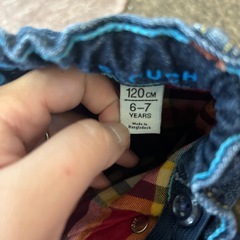 120 CM
6-7
YEARS
Made in
Bangladesh